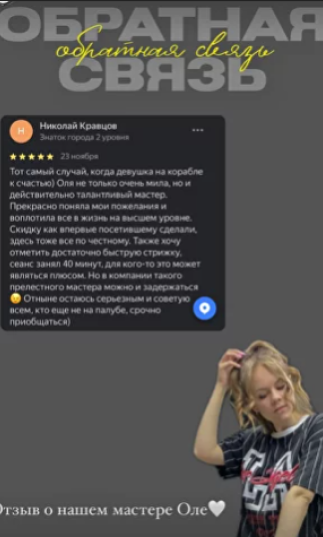 ОБРАТНАЯ
обратная связь
СВЯЗЬ
Н
Николай Кравцов
Знаток города 2 уровня
23 ноября
Тот самый случай, когда девушка на корабле
к счастью) Оля не только очень мила, но и
действительно талантливый мастер.
Прекрасно поняла мои пожелания и
воплотила все в жизнь на высшем уровне.
Скидку как впервые посетившему сделали,
здесь тоже все по честному. Также хочу
отметить достаточно быструю стрижку,
сеанс занял 40 минут, для кого-то это может
являться плюсом. Но в компании такого
прелестного мастера можно и задержаться
😉 Отныне остаюсь серьезным и советую
всем, кто еще не на палубе, срочно
приобщаться)
Отзыв о нашем мастере Оле🤍